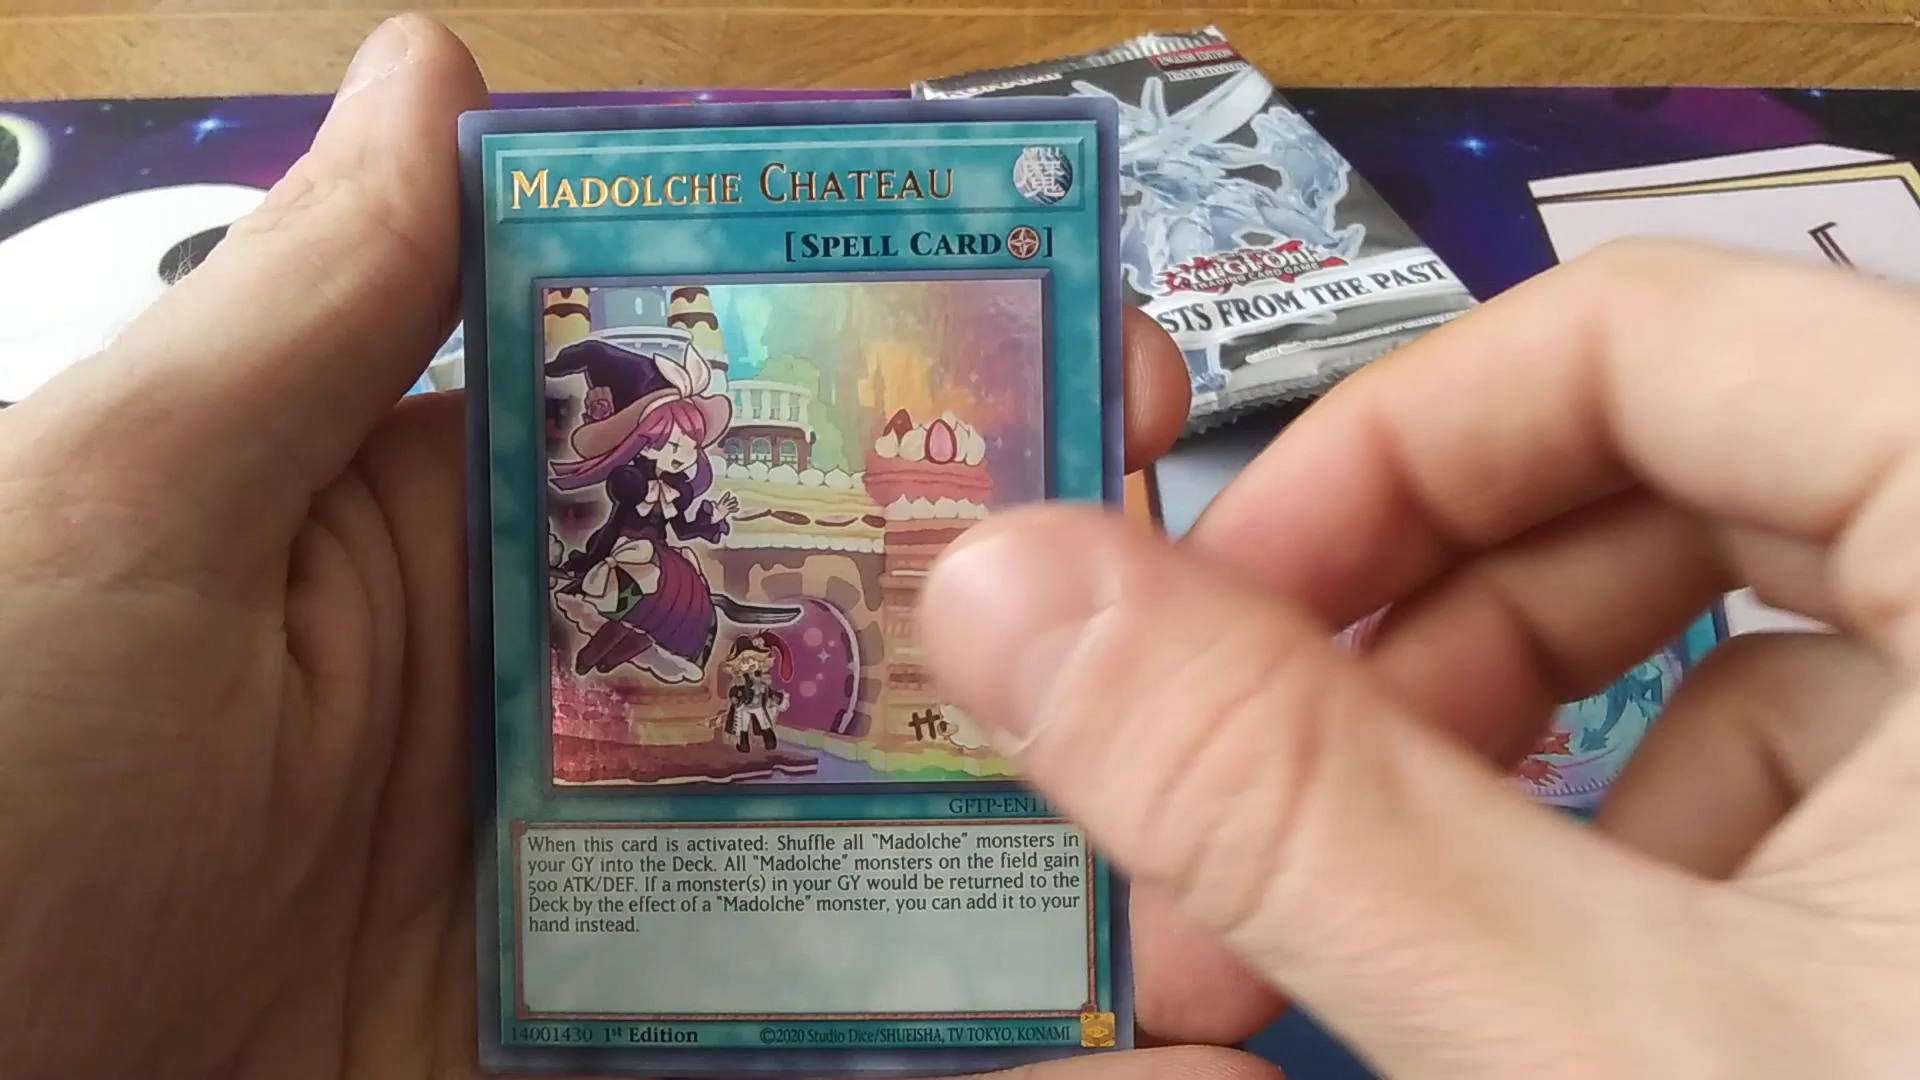 MADOLCHE CHATEAU
[SPELL CARD]
ENGLISH EDITION
Yu-Gi-Oh!
TRADING CARD GAME
STS FROM THE PAST
GFTP-EN11
When this card is activated: Shuffle all "Madolche" monsters in
your GY into the Deck. All "Madolche" monsters on the field gain
500 ATK/DEF. If a monster(s) in your GY would be returned to the
Deck by the effect of a "Madolche" monster, you can add it to your
hand instead.
14001430 1st Edition ©2020 Studio Dice/SHUEISHA, TV TOKYO, KONAMI